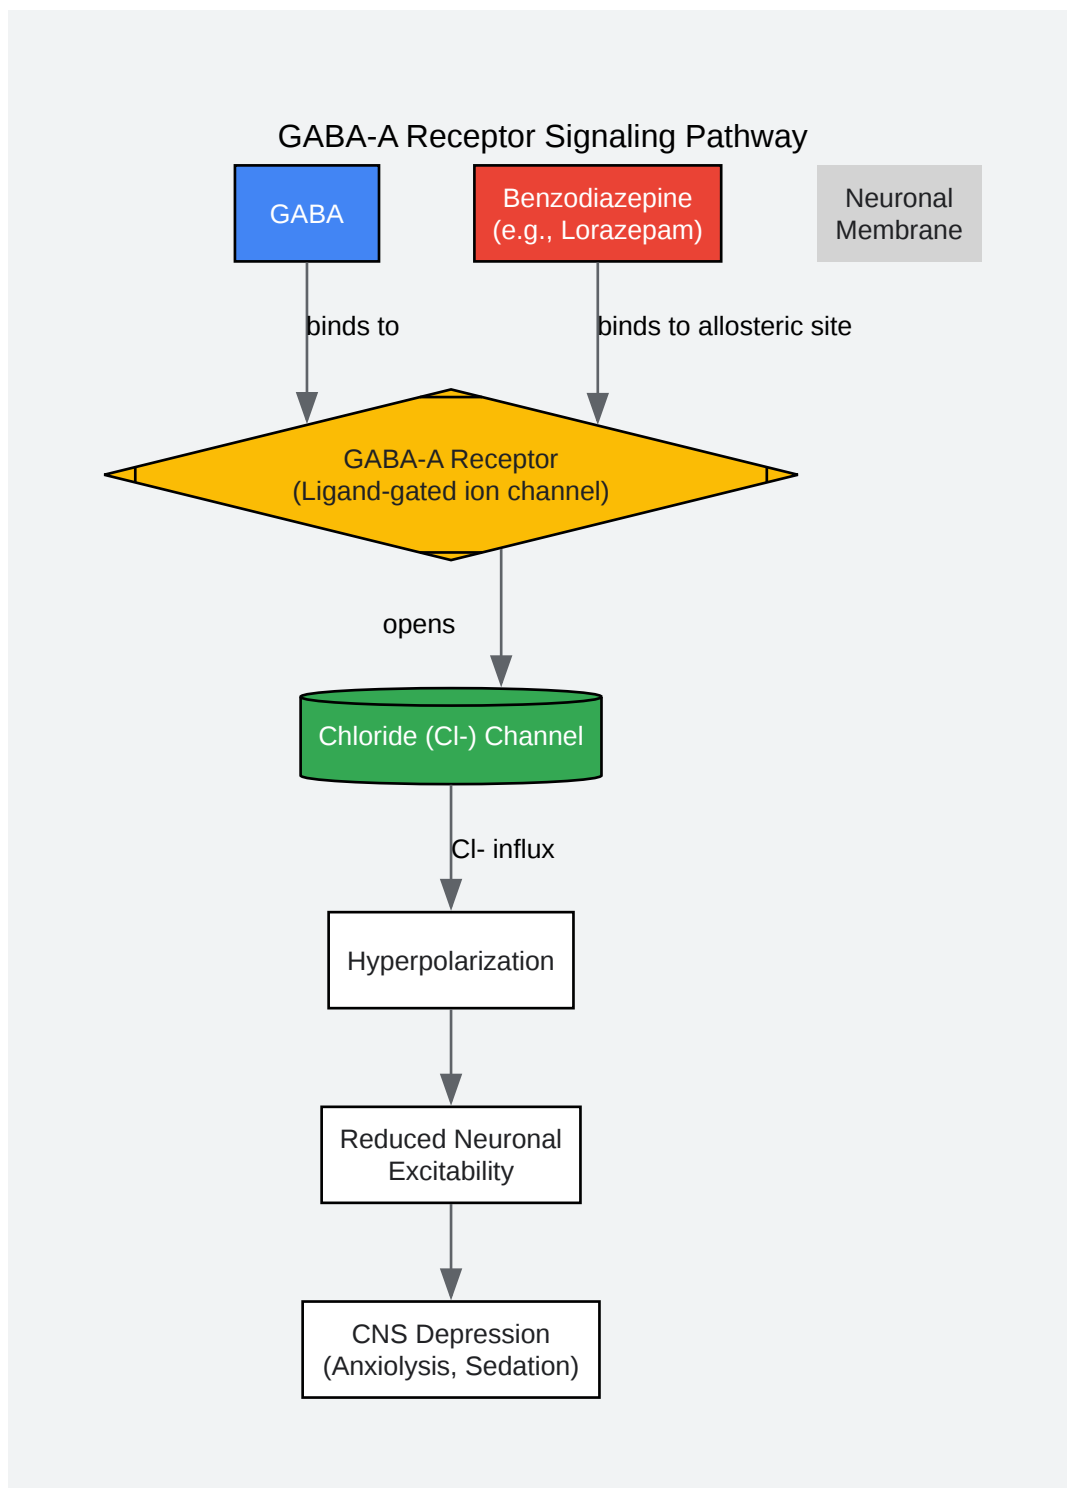 GABA-A Receptor Signaling Pathway
GABA
Benzodiazepine
(e.g., Lorazepam)
Neuronal
Membrane
binds to
binds to allosteric site
GABA-A Receptor
(Ligand-gated ion channel)
opens
Chloride (Cl-) Channel
Cl- influx
Hyperpolarization
Reduced Neuronal
Excitability
CNS Depression
(Anxiolysis, Sedation)